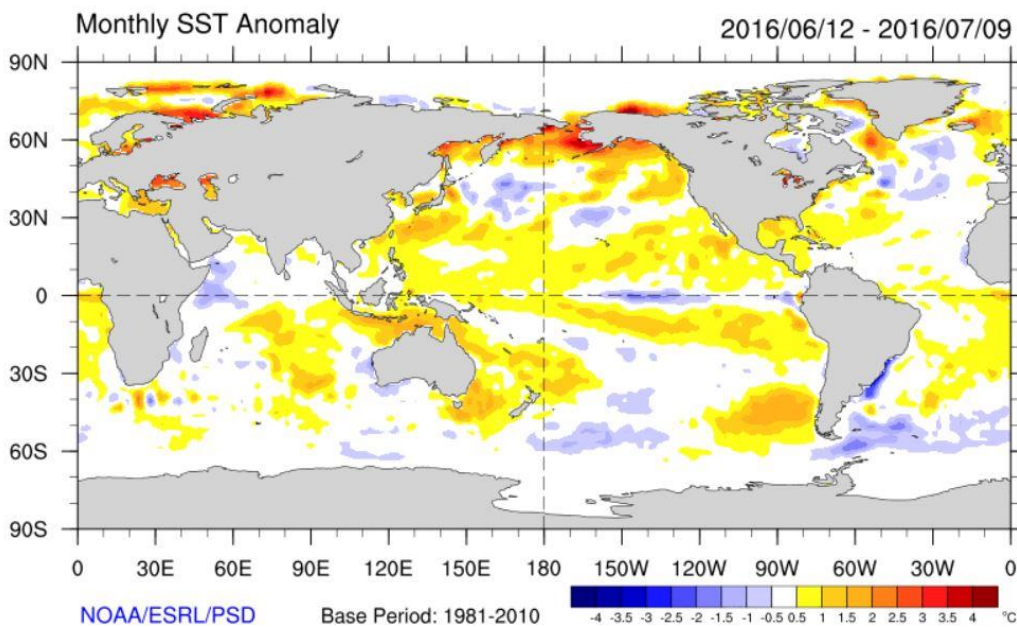 Monthly SST Anomaly 2016/06/12 - 2016/07/09
90N
60N
30N
0
30S
60S
90S
0 30E 60E 90E 120E 150E 180 150W 120W 90W 60W 30W 0
NOAA/ESRL/PSD Base Period: 1981-2010
-4 -3.5 -3 -2.5 -2 -1.5 -1 -0.5 0.5 1 1.5 2 2.5 3 3.5 4 °C